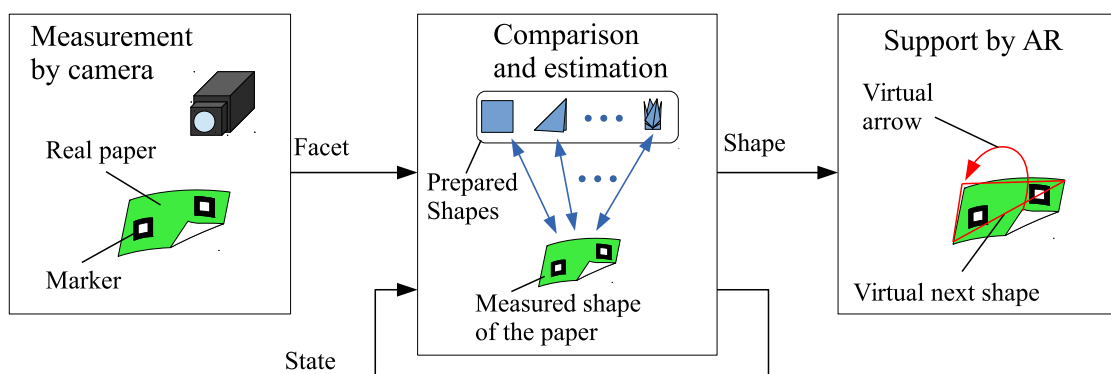 Measurement
by camera
Real paper
Marker
Facet
Comparison
and estimation
Prepared
Shapes
Measured shape
of the paper
State
Shape
Support by AR
Virtual
arrow
Virtual next shape